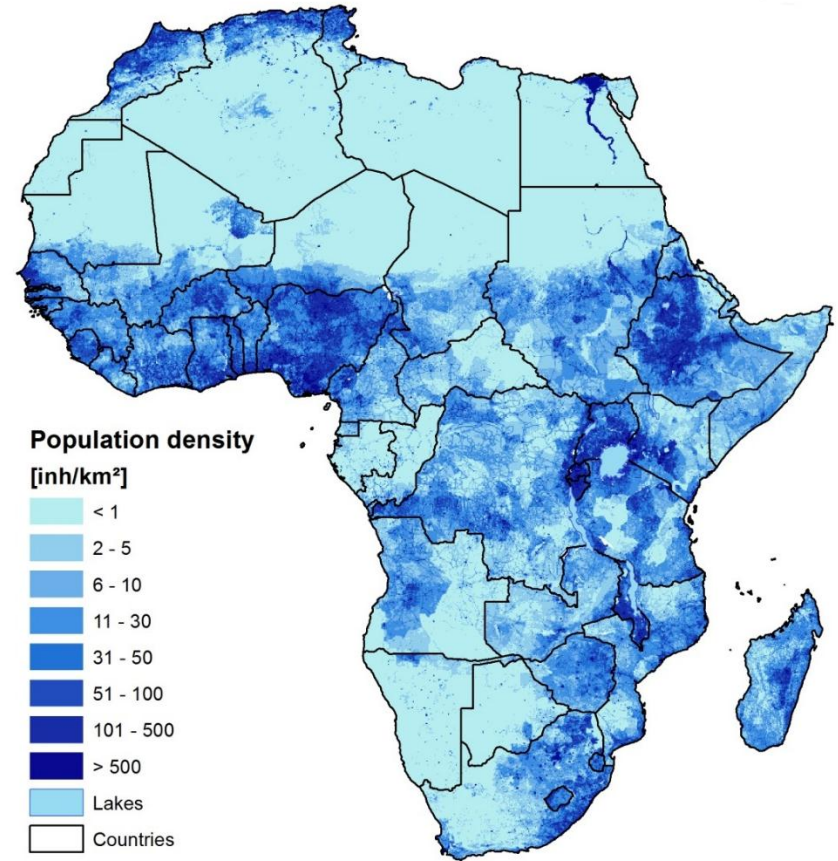 Population density
[inh/km²]
< 1
2 - 5
6 - 10
11 - 30
31 - 50
51 - 100
101 - 500
> 500
Lakes
Countries